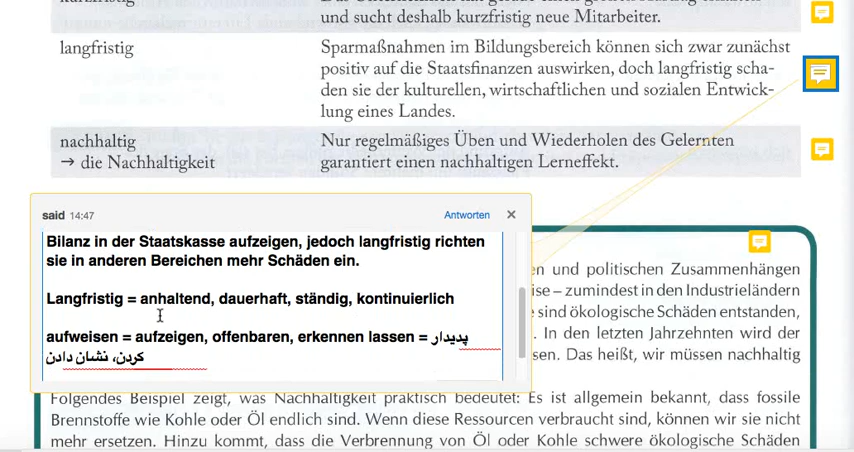 und sucht deshalb kurzfristig neue Mitarbeiter.
langfristig
Sparmaßnahmen im Bildungsbereich können sich zwar zunächst
positiv auf die Staatsfinanzen auswirken, doch langfristig scha-
den sie der kulturellen, wirtschaftlichen und sozialen Entwick-
lung eines Landes.
nachhaltig
→ die Nachhaltigkeit
Nur regelmäßiges Üben und Wiederholen des Gelernten
garantiert einen nachhaltigen Lerneffekt.
said 14:47
Antworten
Bilanz in der Staatskasse aufzeigen, jedoch langfristig richten
sie in anderen Bereichen mehr Schäden ein.
Langfristig = anhaltend, dauerhaft, ständig, kontinuierlich
aufweisen = aufzeigen, offenbaren, erkennen lassen = پدیدار
کردن، نشان دادن
und politischen Zusammenhängen
– zumindest in den Industrieländern
sind ökologische Schäden entstanden,
. In den letzten Jahrzehnten wird der
sen. Das heißt, wir müssen nachhaltig
Folgendes Beispiel zeigt, was Nachhaltigkeit praktisch bedeutet: Es ist allgemein bekannt, dass fossile
Brennstoffe wie Kohle oder Öl endlich sind. Wenn diese Ressourcen verbraucht sind, können wir sie nicht
mehr ersetzen. Hinzu kommt, dass die Verbrennung von Öl oder Kohle schwere ökologische Schäden